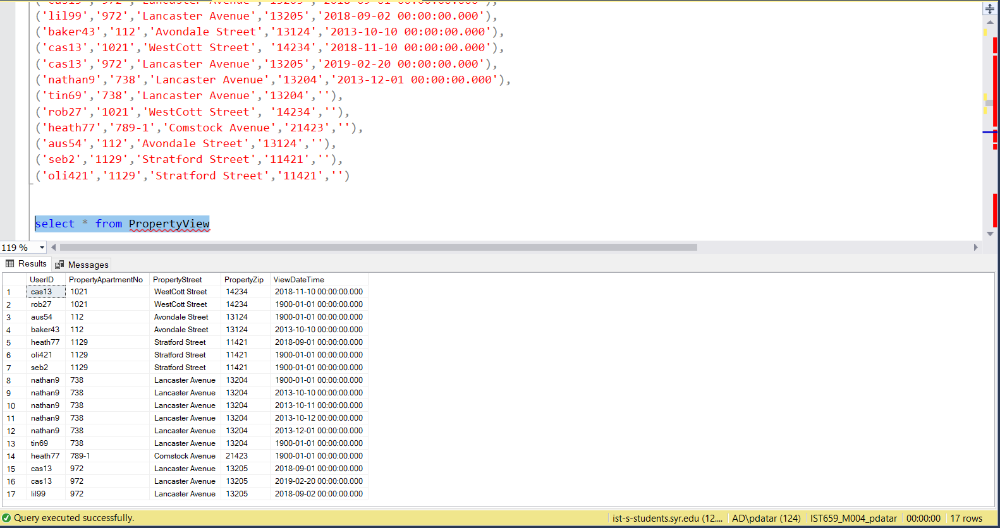 ('cas13','972','Lancaster Avenue','13205','2018-09-01 00:00:00.000'),
('lil99','972','Lancaster Avenue','13205','2018-09-02 00:00:00.000'),
('baker43','112','Avondale Street','13124','2013-10-10 00:00:00.000'),
('cas13','1021','WestCott Street', '14234','2018-11-10 00:00:00.000'),
('cas13','972','Lancaster Avenue','13205','2019-02-20 00:00:00.000'),
('nathan9','738','Lancaster Avenue','13204','2013-12-01 00:00:00.000'),
('tin69','738','Lancaster Avenue','13204',''),
('rob27','1021','WestCott Street', '14234',''),
('heath77','789-1','Comstock Avenue','21423',''),
('aus54','112','Avondale Street','13124',''),
('seb2','1129','Stratford Street','11421',''),
('oli421','1129','Stratford Street','11421','')
select * from PropertyView
119 %
Results Messages
UserID PropertyApartmentNo PropertyStreet PropertyZip ViewDateTime
1 cas13 1021 WestCott Street 14234 2018-11-10 00:00:00.000
2 rob27 1021 WestCott Street 14234 1900-01-01 00:00:00.000
3 aus54 112 Avondale Street 13124 1900-01-01 00:00:00.000
4 baker43 112 Avondale Street 13124 2013-10-10 00:00:00.000
5 heath77 1129 Stratford Street 11421 2018-09-01 00:00:00.000
6 oli421 1129 Stratford Street 11421 1900-01-01 00:00:00.000
7 seb2 1129 Stratford Street 11421 1900-01-01 00:00:00.000
8 nathan9 738 Lancaster Avenue 13204 1900-01-01 00:00:00.000
9 nathan9 738 Lancaster Avenue 13204 2013-10-10 00:00:00.000
10 nathan9 738 Lancaster Avenue 13204 2013-10-11 00:00:00.000
11 nathan9 738 Lancaster Avenue 13204 2013-10-12 00:00:00.000
12 nathan9 738 Lancaster Avenue 13204 2013-12-01 00:00:00.000
13 tin69 738 Lancaster Avenue 13204 1900-01-01 00:00:00.000
14 heath77 789-1 Comstock Avenue 21423 1900-01-01 00:00:00.000
15 cas13 972 Lancaster Avenue 13205 2018-09-01 00:00:00.000
16 cas13 972 Lancaster Avenue 13205 2019-02-20 00:00:00.000
17 lil99 972 Lancaster Avenue 13205 2018-09-02 00:00:00.000
Query executed successfully. ist-s-students.syr.edu (12.... AD\pdatar (124) IST659_M004_pdatar 00:00:00 17 rows